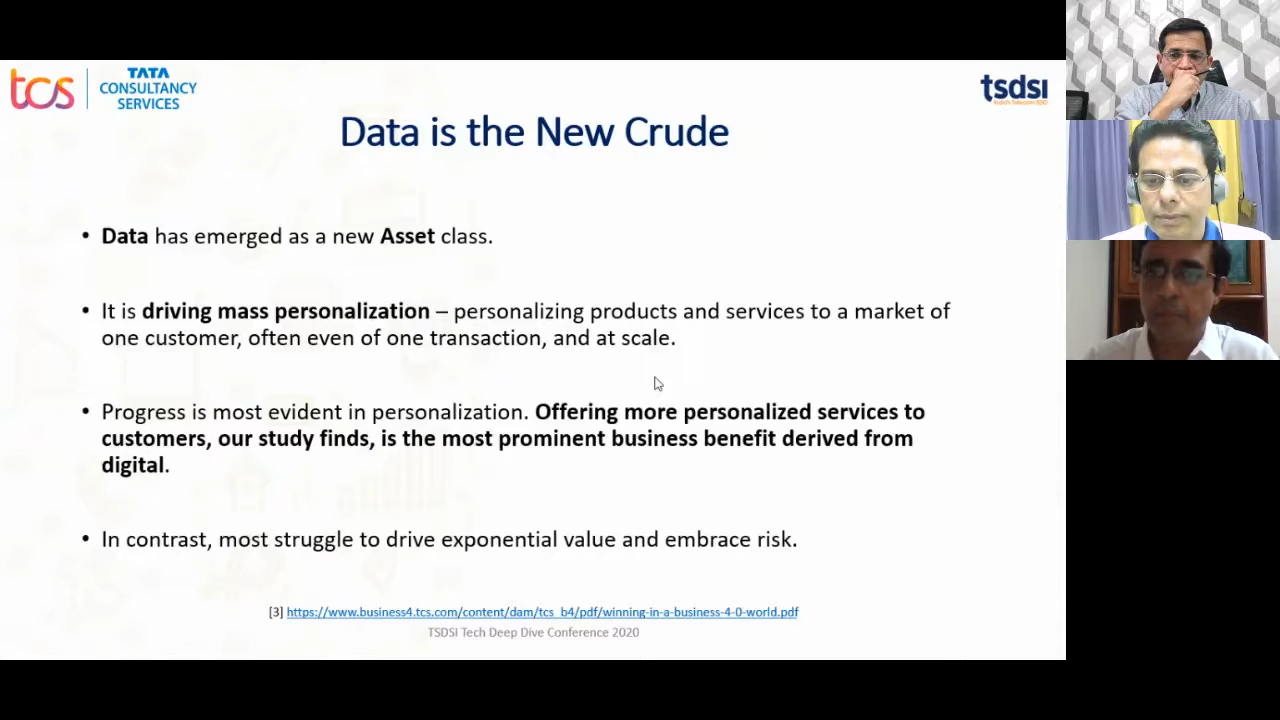 tcs
TATA
CONSULTANCY
SERVICES
tsdsi
India's Telecom SDO
Data is the New Crude
• Data has emerged as a new Asset class.
• It is driving mass personalization – personalizing products and services to a market of
one customer, often even of one transaction, and at scale.
• Progress is most evident in personalization. Offering more personalized services to
customers, our study finds, is the most prominent business benefit derived from
digital.
• In contrast, most struggle to drive exponential value and embrace risk.
[3] https://www.business4.tcs.com/content/dam/tcs_b4/pdf/winning-in-a-business-4-0-world.pdf
TSDSI Tech Deep Dive Conference 2020